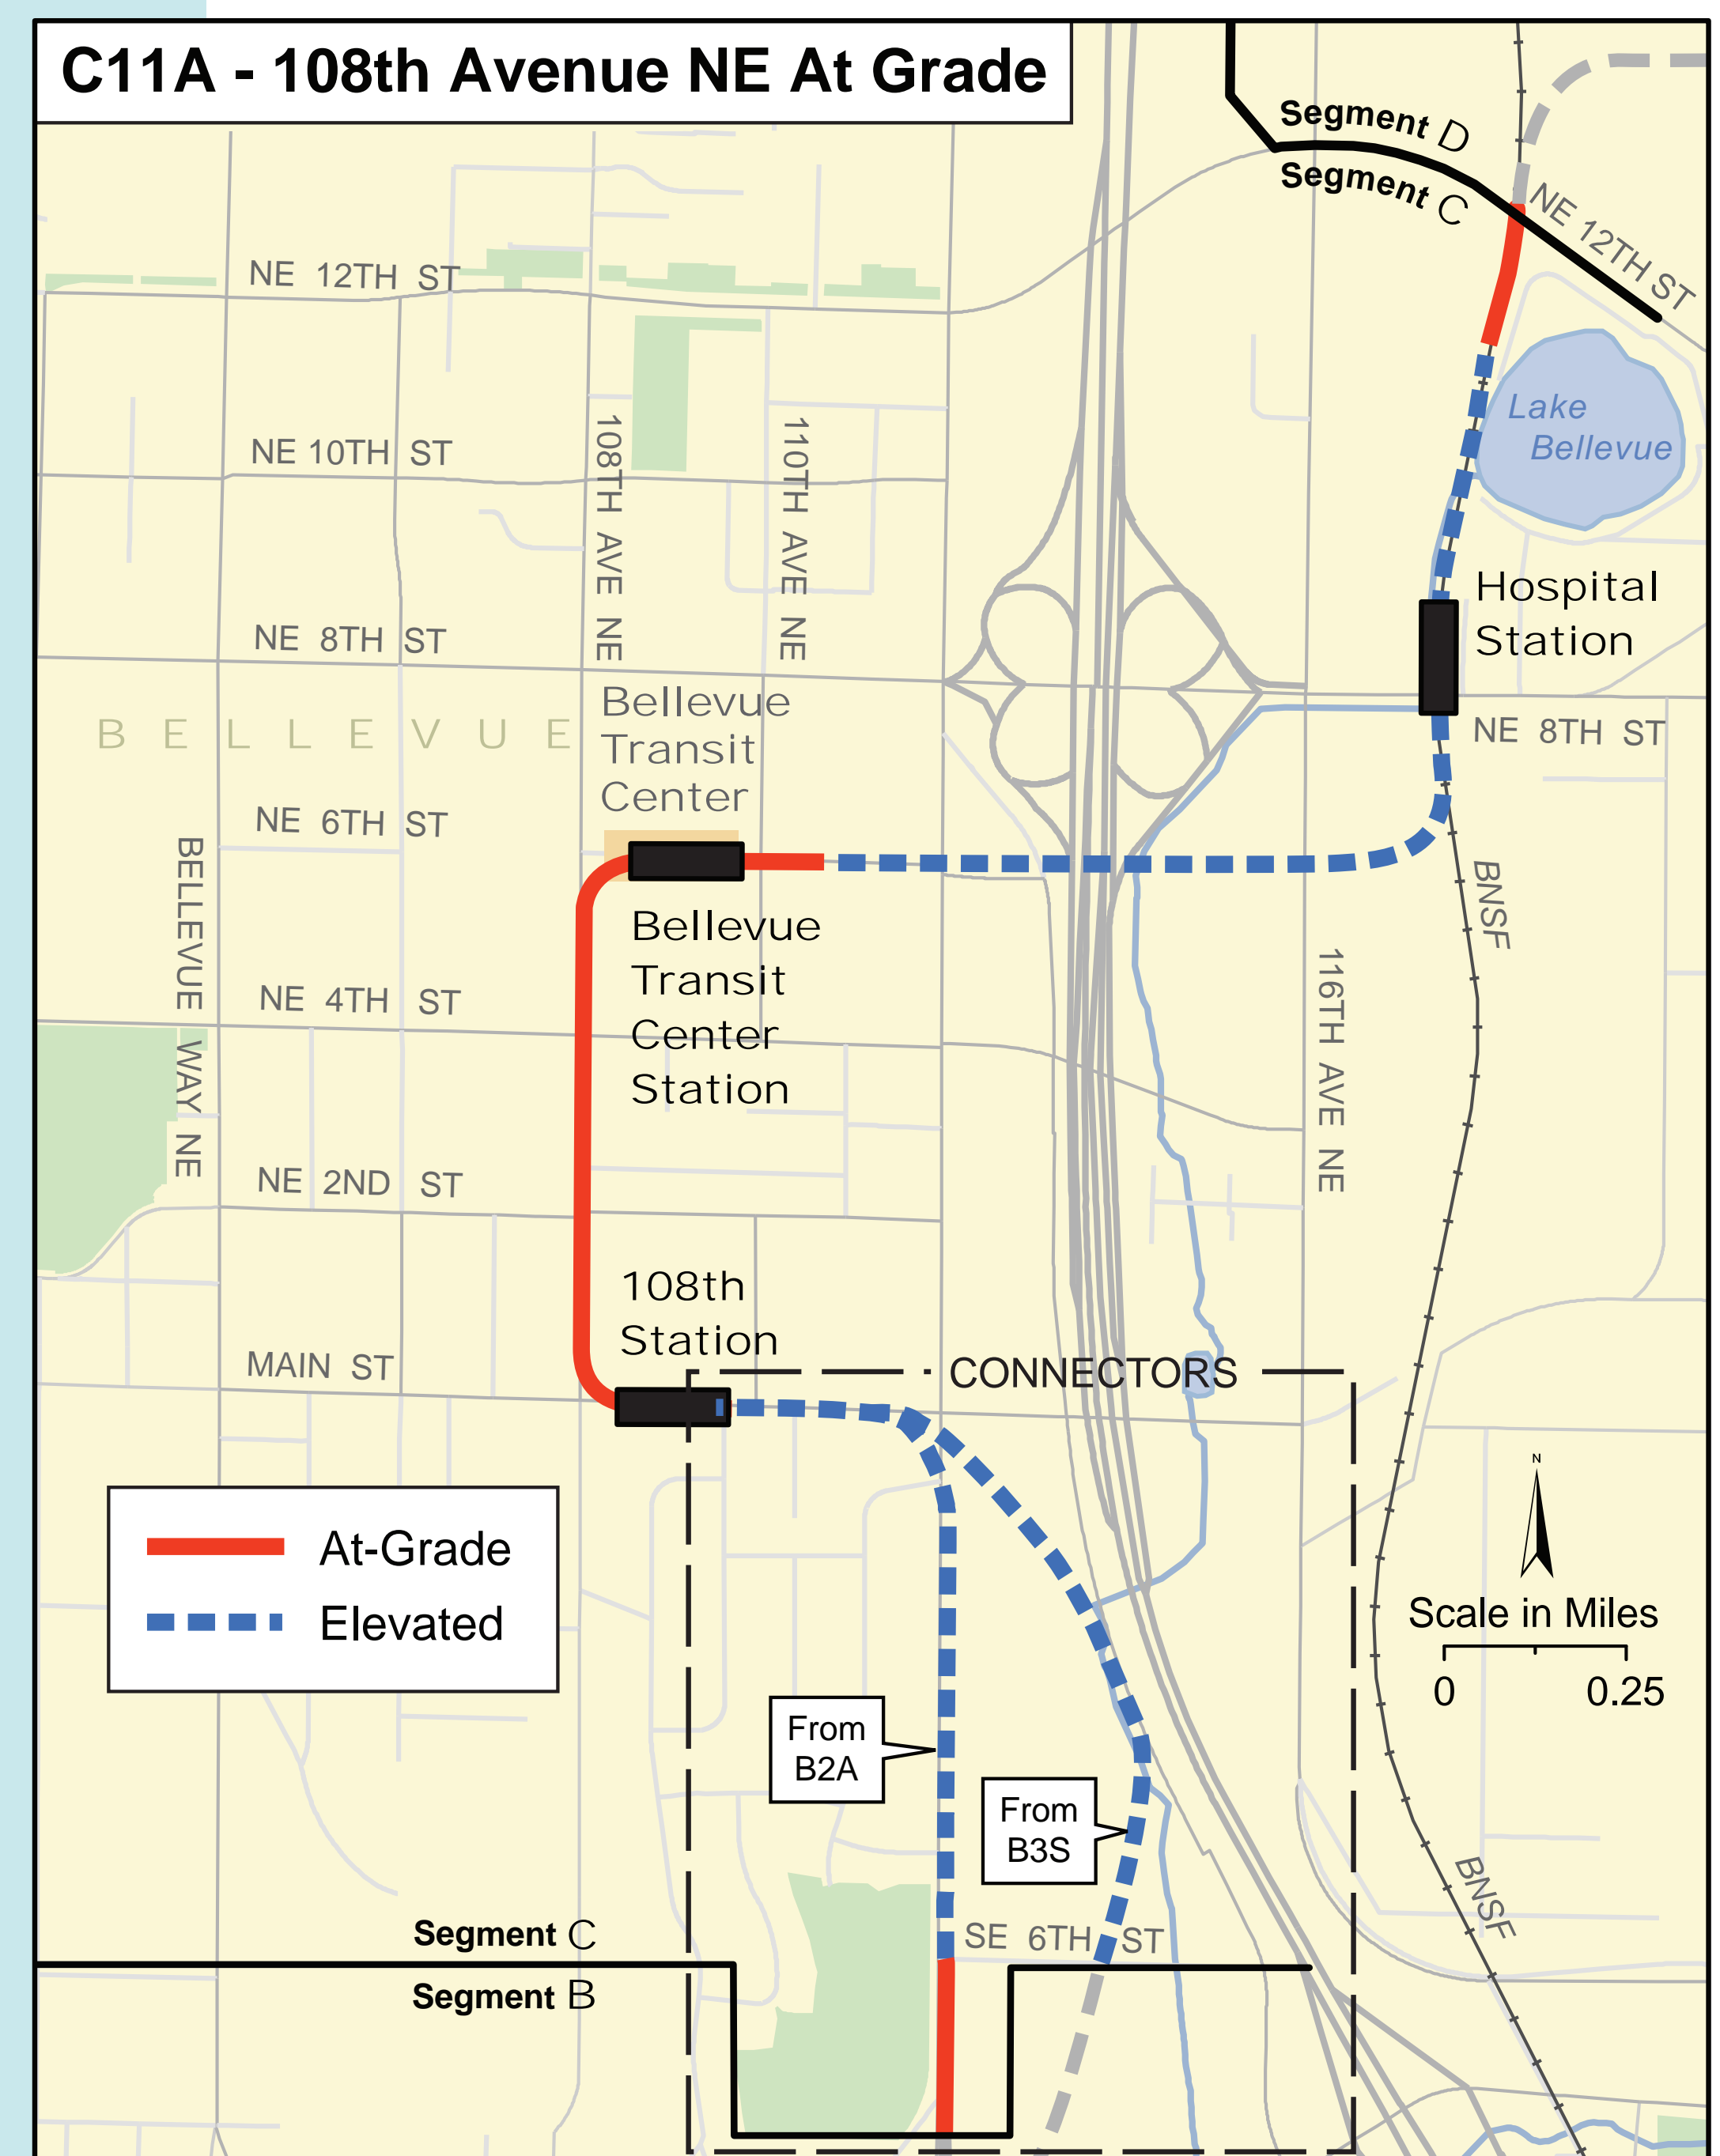 C11A - 108th Avenue NE At Grade
Segment D
Segment C
NE 12TH ST
NE 12TH ST
Lake
Bellevue
NE 10TH ST
108TH AVE NE
110TH AVE NE
Hospital
Station
NE 8TH ST
NE 8TH ST
Bellevue
Transit
Center
BELLEVUE
NE 6TH ST
BELLEVUE WAY NE
Bellevue
Transit
Center
Station
BNSF
116TH AVE NE
NE 4TH ST
NE 2ND ST
108th
Station
MAIN ST
CONNECTORS
N
At-Grade
Elevated
Scale in Miles
0 0.25
From
B2A
From
B3S
BNSF
Segment C
SE 6TH ST
Segment B